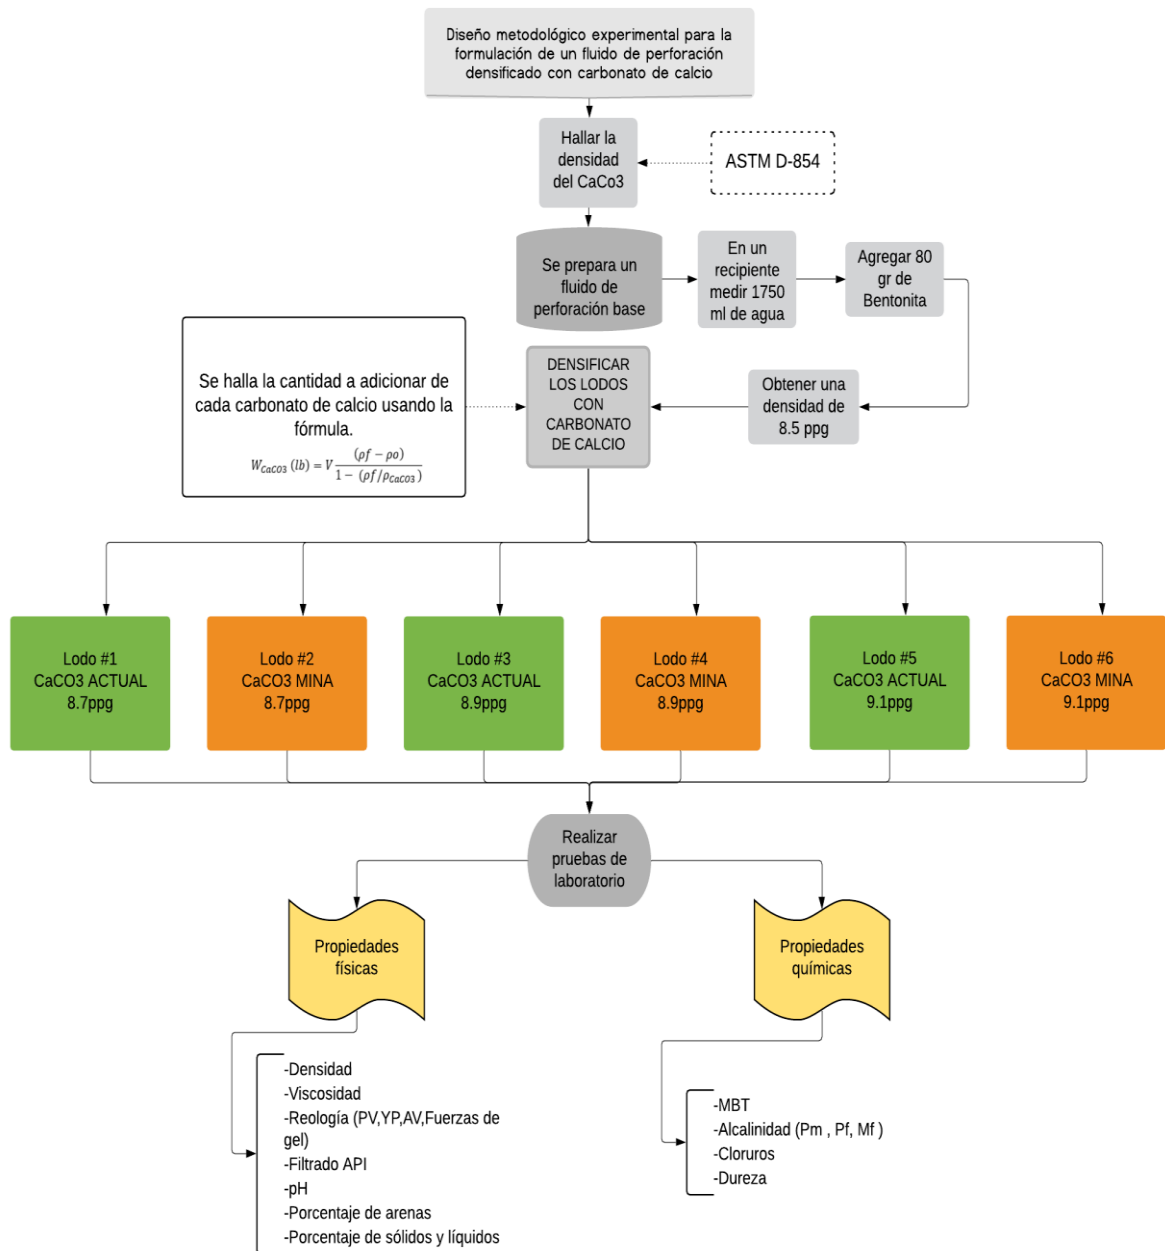 Diseño metodológico experimental para la
formulación de un fluido de perforación
densificado con carbonato de calcio
Hallar la
densidad
del CaCo3
ASTM D-854
Se prepara un
fluido de
perforación base
En un
recipiente
medir 1750
ml de agua
Agregar 80
gr de
Bentonita
Obtener una
densidad de
8.5 ppg
DENSIFICAR
LOS LODOS
CON
CARBONATO
DE CALCIO
Se halla la cantidad a adicionar de
cada carbonato de calcio usando la
fórmula.
W_{CaCO3} (lb) = V (ρf − ρo) / 1 − (ρf/ρ_{CaCO3})
Lodo #1
CaCO3 ACTUAL
8.7ppg
Lodo #2
CaCO3 MINA
8.7ppg
Lodo #3
CaCO3 ACTUAL
8.9ppg
Lodo #4
CaCO3 MINA
8.9ppg
Lodo #5
CaCO3 ACTUAL
9.1ppg
Lodo #6
CaCO3 MINA
9.1ppg
Realizar
pruebas de
laboratorio
Propiedades
físicas
Propiedades
químicas
-Densidad
-Viscosidad
-Reología (PV,YP,AV,Fuerzas de
gel)
-Filtrado API
-pH
-Porcentaje de arenas
-Porcentaje de sólidos y líquidos
-MBT
-Alcalinidad (Pm , Pf, Mf )
-Cloruros
-Dureza